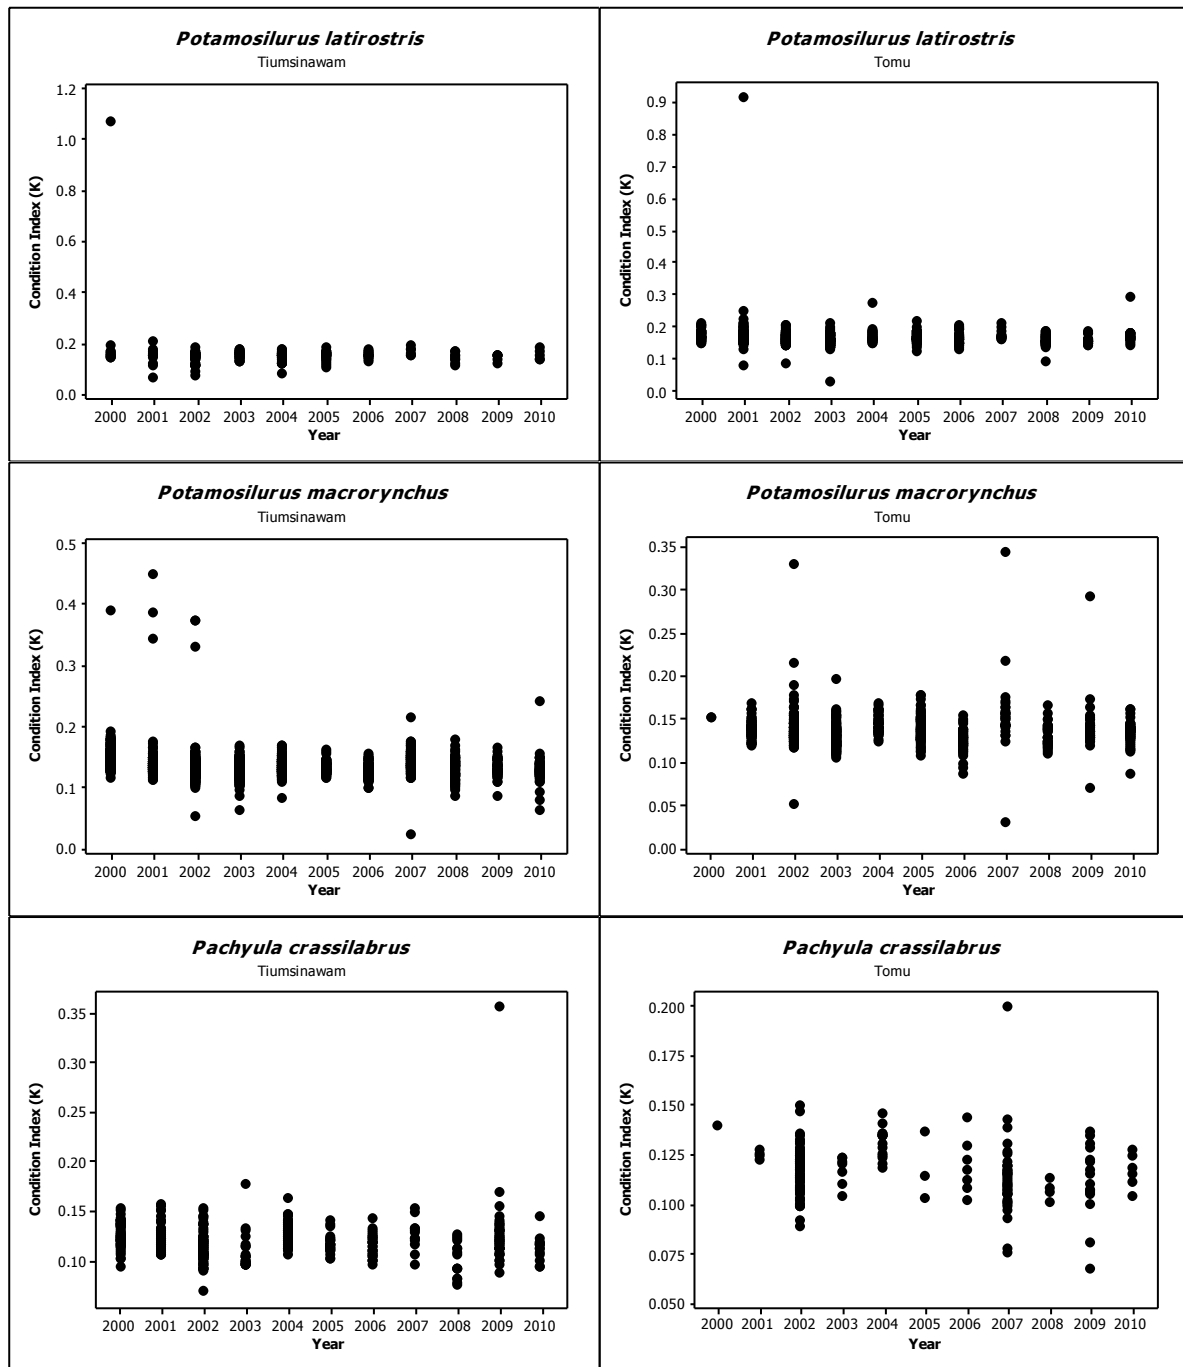 Potamosilurus latirostris
Tiumsinawam
1.2
1.0
0.8
0.6
0.4
0.2
0.0
Condition Index (K)
2000 2001 2002 2003 2004 2005 2006 2007 2008 2009 2010
Year
Potamosilurus latirostris
Tomu
0.9
0.8
0.7
0.6
0.5
0.4
0.3
0.2
0.1
0.0
Condition Index (K)
2000 2001 2002 2003 2004 2005 2006 2007 2008 2009 2010
Year
Potamosilurus macrorynchus
Tiumsinawam
0.5
0.4
0.3
0.2
0.1
0.0
Condition Index (K)
2000 2001 2002 2003 2004 2005 2006 2007 2008 2009 2010
Year
Potamosilurus macrorynchus
Tomu
0.35
0.30
0.25
0.20
0.15
0.10
0.05
0.00
Condition Index (K)
2000 2001 2002 2003 2004 2005 2006 2007 2008 2009 2010
Year
Pachyula crassilabrus
Tiumsinawam
0.35
0.30
0.25
0.20
0.15
0.10
Condition Index (K)
2000 2001 2002 2003 2004 2005 2006 2007 2008 2009 2010
Year
Pachyula crassilabrus
Tomu
0.200
0.175
0.150
0.125
0.100
0.075
0.050
Condition Index (K)
2000 2001 2002 2003 2004 2005 2006 2007 2008 2009 2010
Year